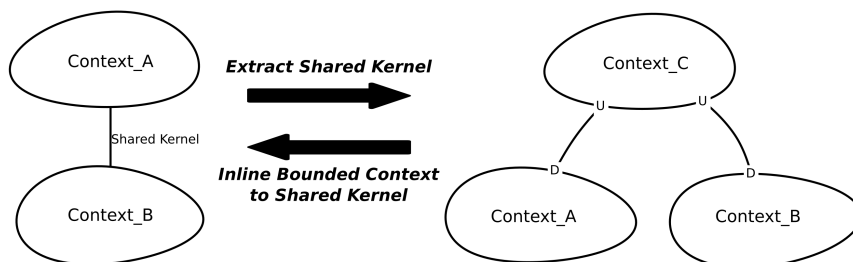 Context_A
Shared Kernel
Context_B
Extract Shared Kernel
Inline Bounded Context
to Shared Kernel
Context_C
U
U
D
D
Context_A
Context_B